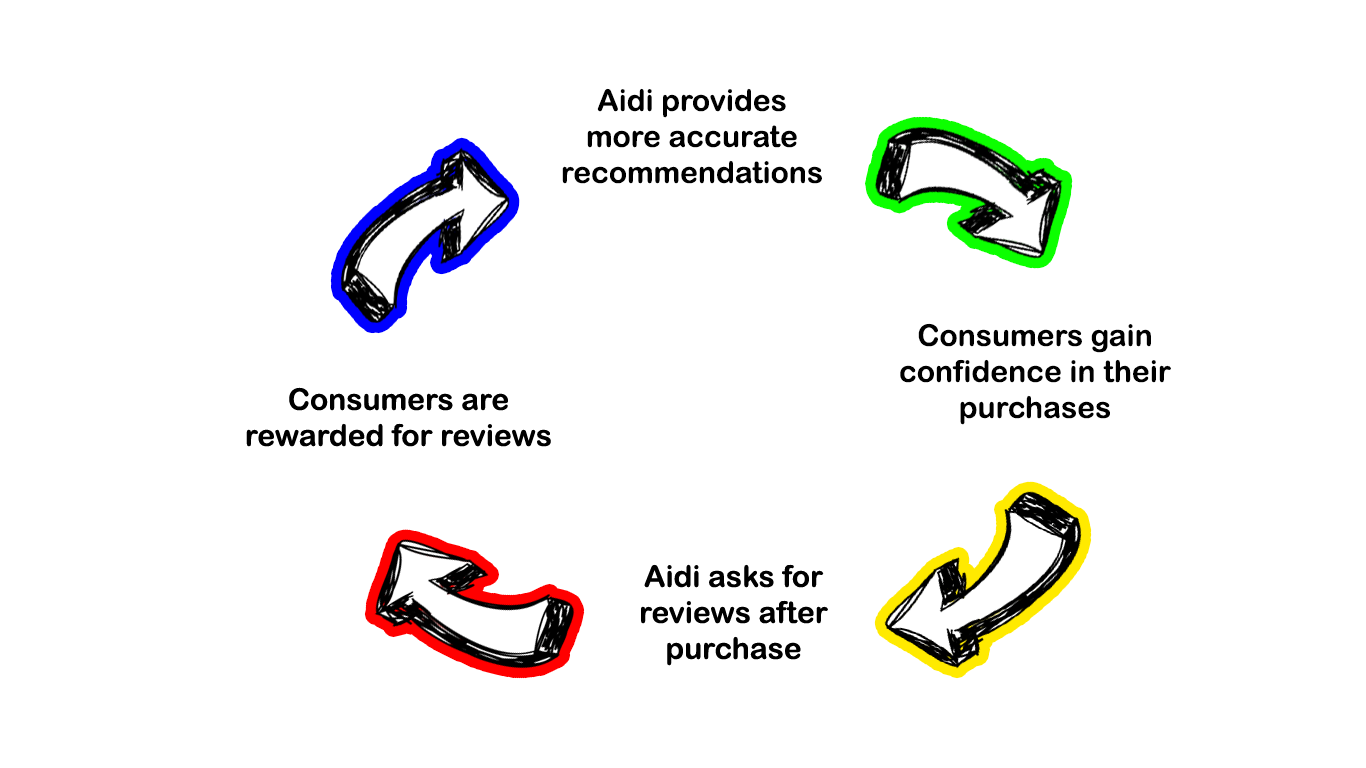 Aidi provides
more accurate
recommendations
Consumers gain
confidence in their
purchases
Aidi asks for
reviews after
purchase
Consumers are
rewarded for reviews